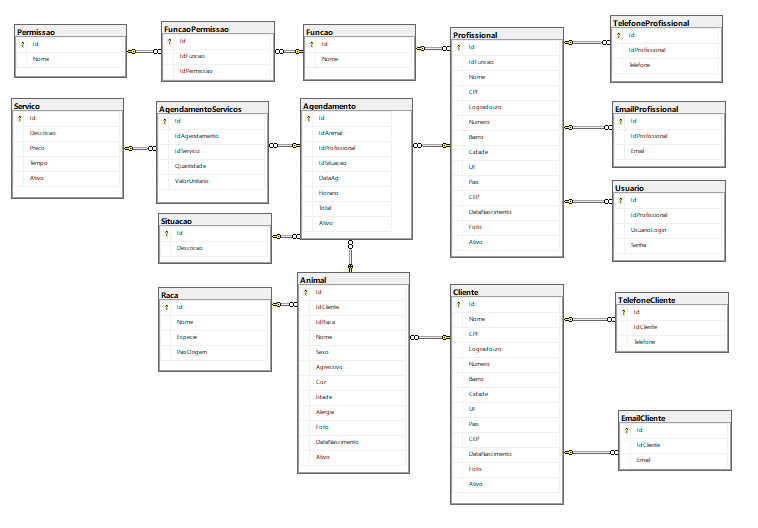 Permissao
Id
Nome
FuncaoPermissao
Id
IdFuncao
IdPermissao
Funcao
Id
Nome
Profissional
Id
IdFuncao
Nome
CPF
Logradouro
Numero
Bairro
Cidade
UF
Pais
CEP
DataNascimento
Foto
Ativo
TelefoneProfissional
Id
IdProfissional
Telefone
Servico
Id
Descricao
Preco
Tempo
Ativo
AgendamentoServicos
Id
IdAgendamento
IdServico
Quantidade
ValorUnitario
Agendamento
Id
IdAnimal
IdProfissional
IdSituacao
DataAg
Horario
Total
Ativo
EmailProfissional
Id
IdProfissional
Email
Usuario
Id
IdProfissional
UsuarioLogin
Senha
Situacao
Id
Descricao
Raca
Id
Nome
Especie
PaisOrigem
Animal
Id
IdCliente
IdRaca
Nome
Sexo
Agressivo
Cor
Idade
Alergia
Foto
DataNascimento
Ativo
Cliente
Id
Nome
CPF
Logradouro
Numero
Bairro
Cidade
UF
Pais
CEP
DataNascimento
Foto
Ativo
TelefoneCliente
Id
IdCliente
Telefone
EmailCliente
Id
IdCliente
Email